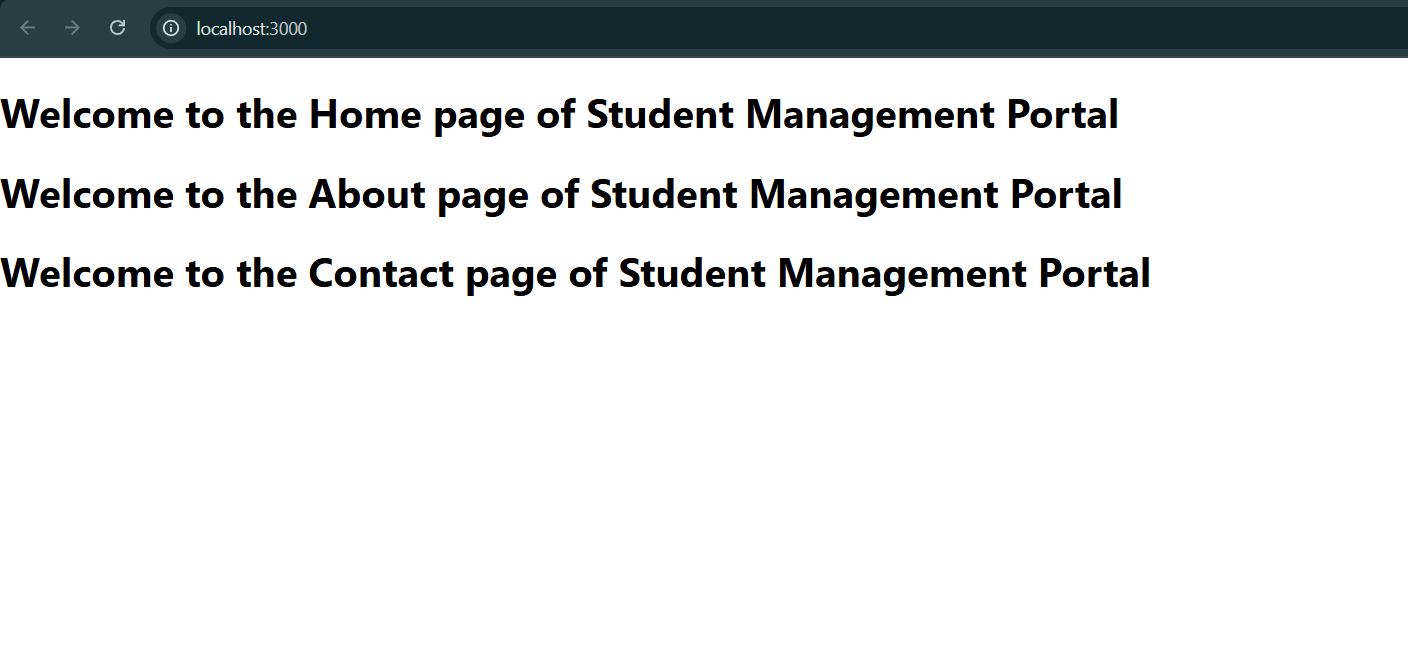 localhost:3000
Welcome to the Home page of Student Management Portal
Welcome to the About page of Student Management Portal
Welcome to the Contact page of Student Management Portal